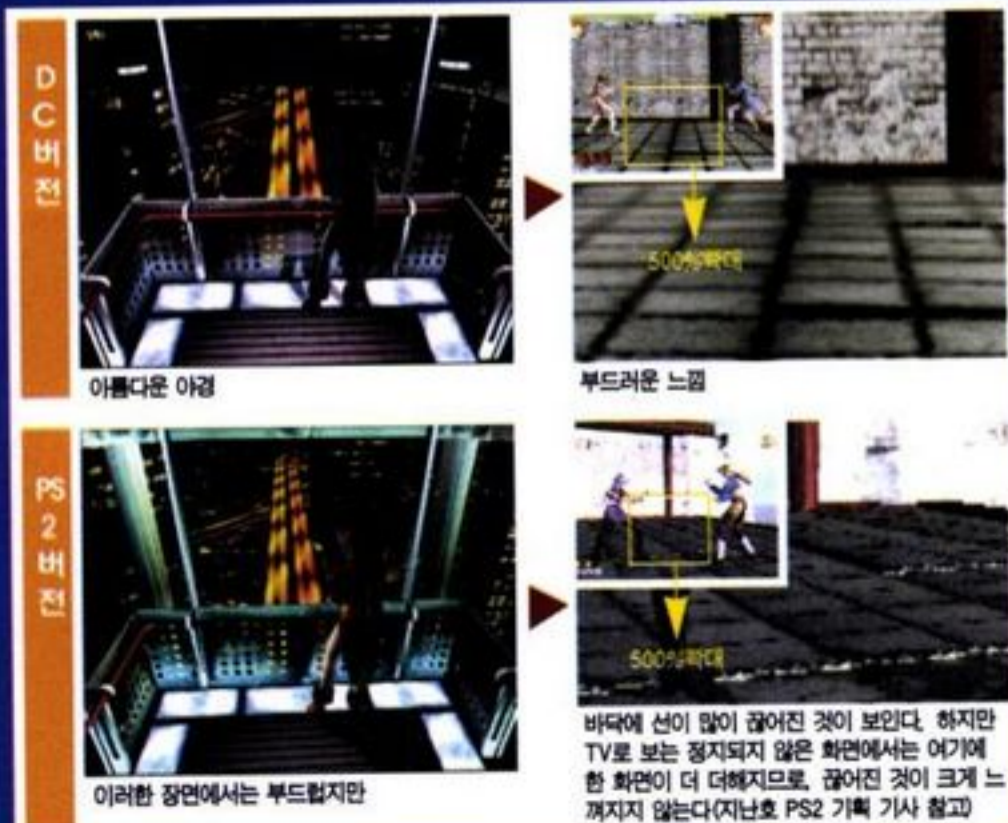 DC버전
아름다운 야경
500%확대
부드러운 느낌
PS2버전
이러한 장면에서는 부드럽지만
500%확대
바닥에 선이 많이 끊어진 것이 보인다. 하지만
TV로 보는 정지되지 않은 화면에서는 여기에
한 화면이 더 더해지므로, 끊어진 것이 크게 느
껴지지 않는다(지난호 PS2 기획 기사 참고)